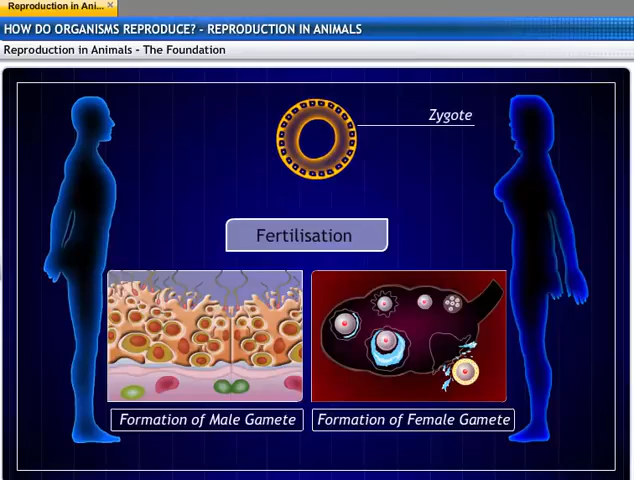 Reproduction in Ani...
HOW DO ORGANISMS REPRODUCE? - REPRODUCTION IN ANIMALS
Reproduction in Animals - The Foundation
Zygote
Fertilisation
Formation of Male Gamete
Formation of Female Gamete